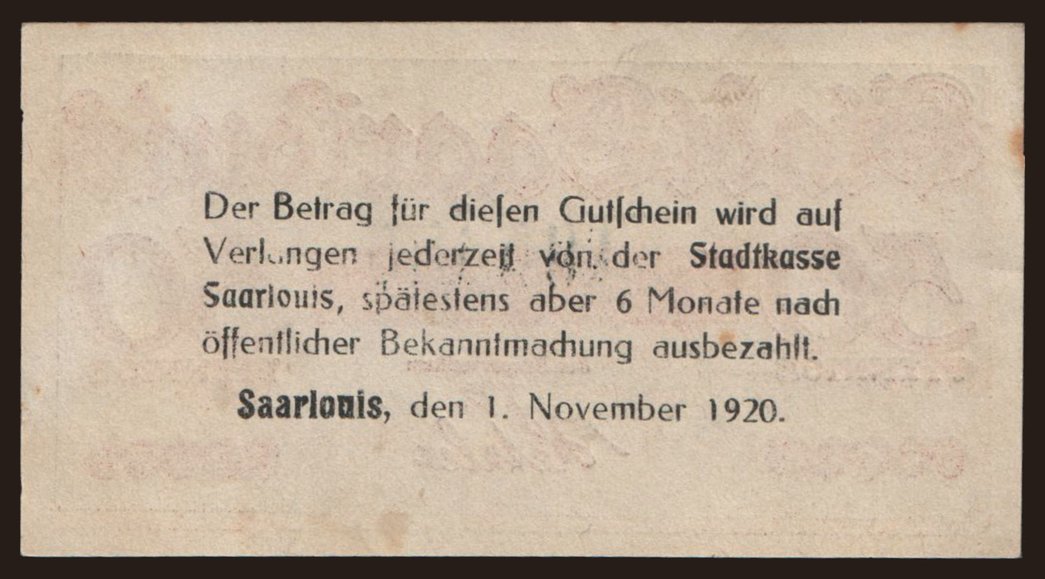 Der Betrag für dieſen Gutſchein wird auf
Verlangen jederzeit von der Stadtkasse
Saarlouis, spätestens aber 6 Monate nach
öffentlicher Bekanntmachung ausbezahlt.
Saarlouis, den 1. November 1920.